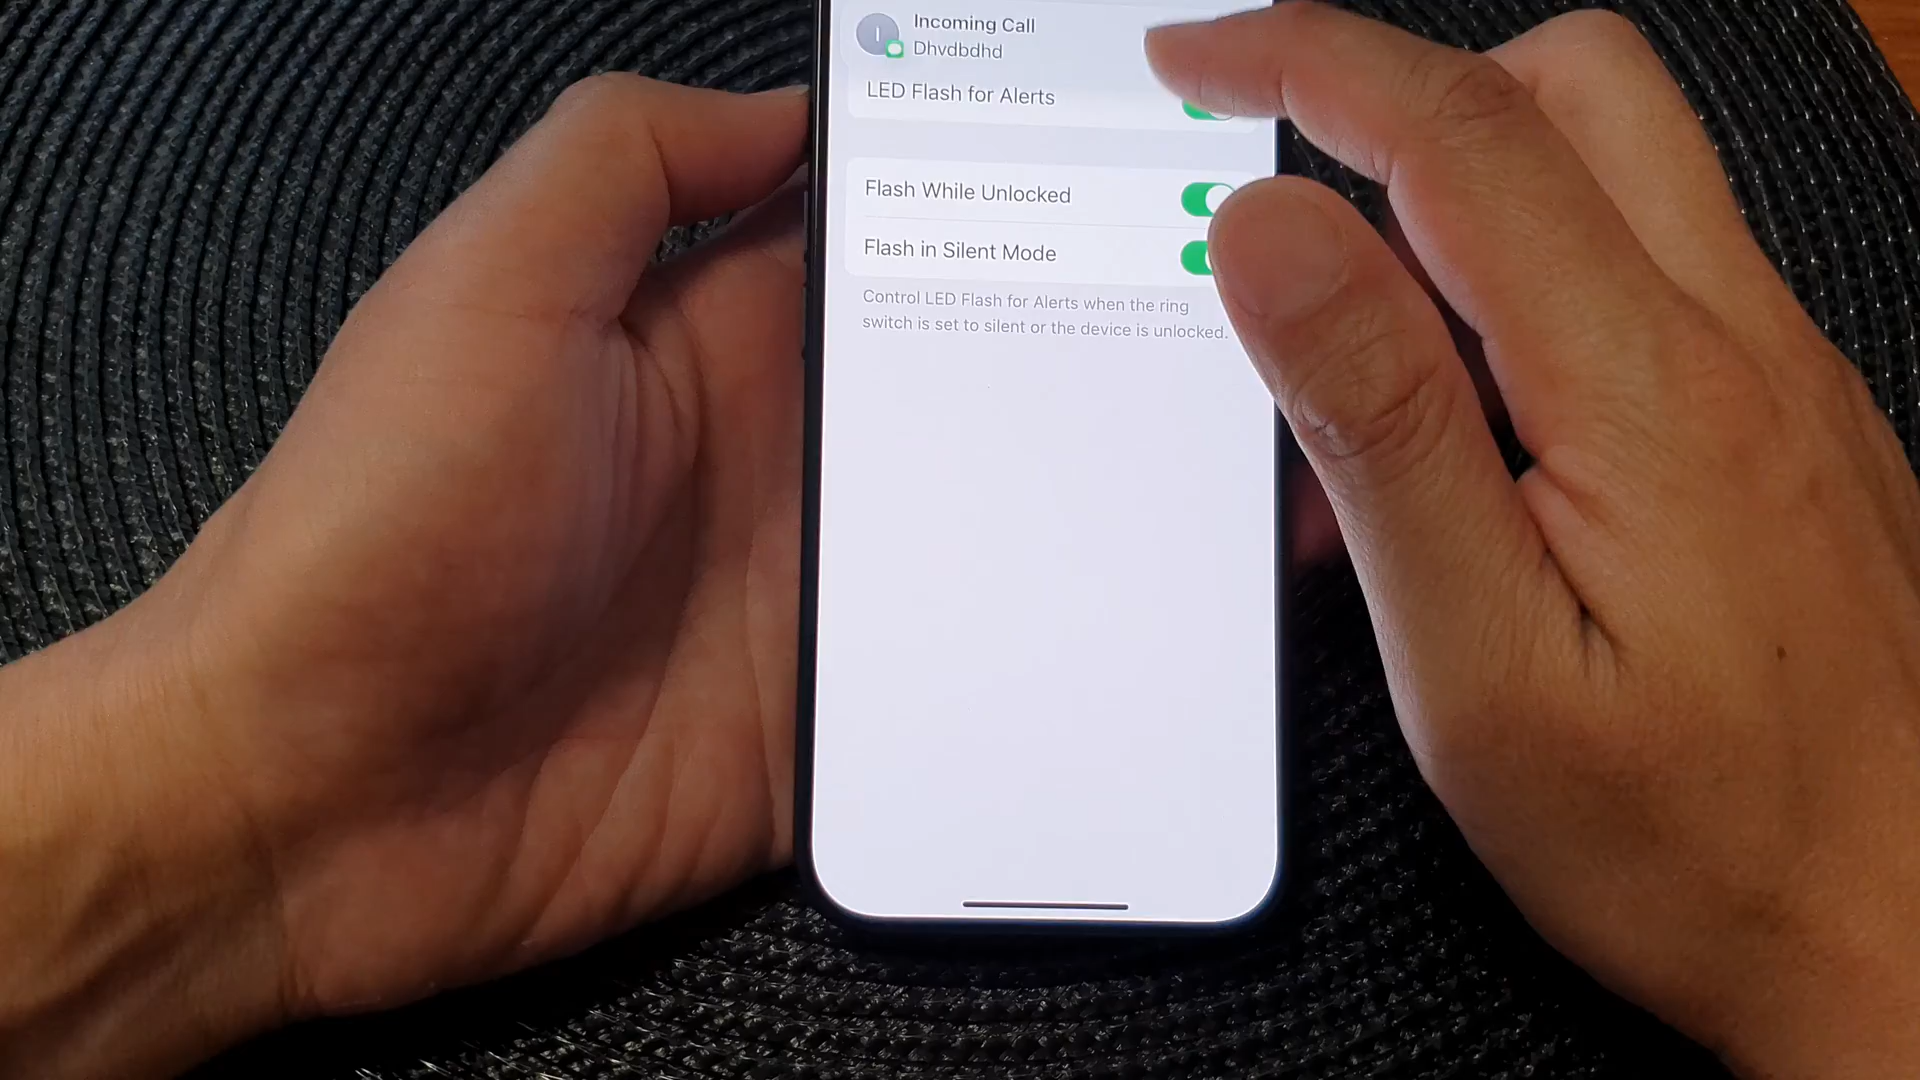 I
Incoming Call
Dhvdbdhd
LED Flash for Alerts
Flash While Unlocked
Flash in Silent Mode
Control LED Flash for Alerts when the ring
switch is set to silent or the device is unlocked.